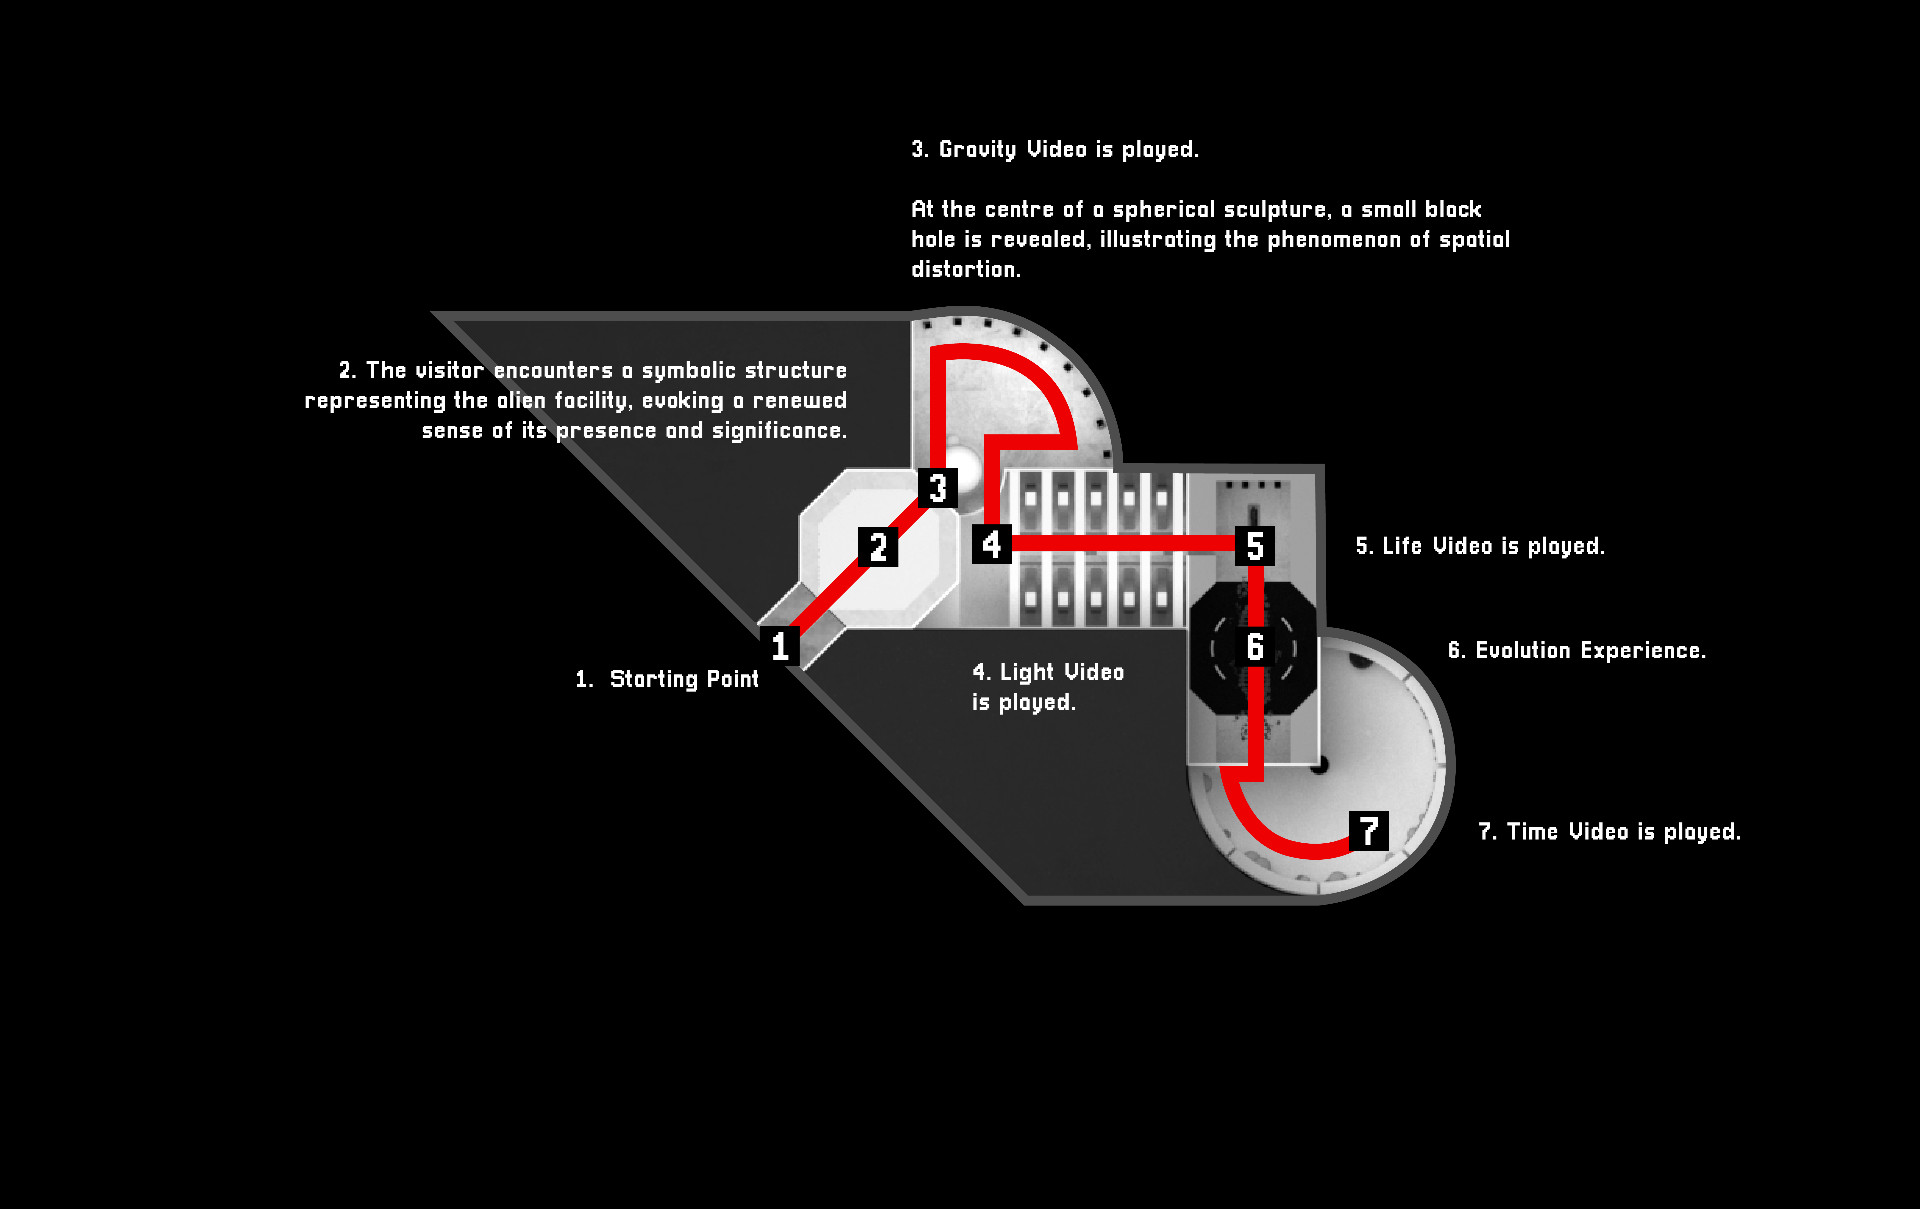 3. Gravity Video is played.
At the centre of a spherical sculpture, a small black
hole is revealed, illustrating the phenomenon of spatial
distortion.
2. The visitor encounters a symbolic structure
representing the alien facility, evoking a renewed
sense of its presence and significance.
3
2
4
5
5. Life Video is played.
1
6
6. Evolution Experience.
1. Starting Point
4. Light Video
is played.
7
7. Time Video is played.